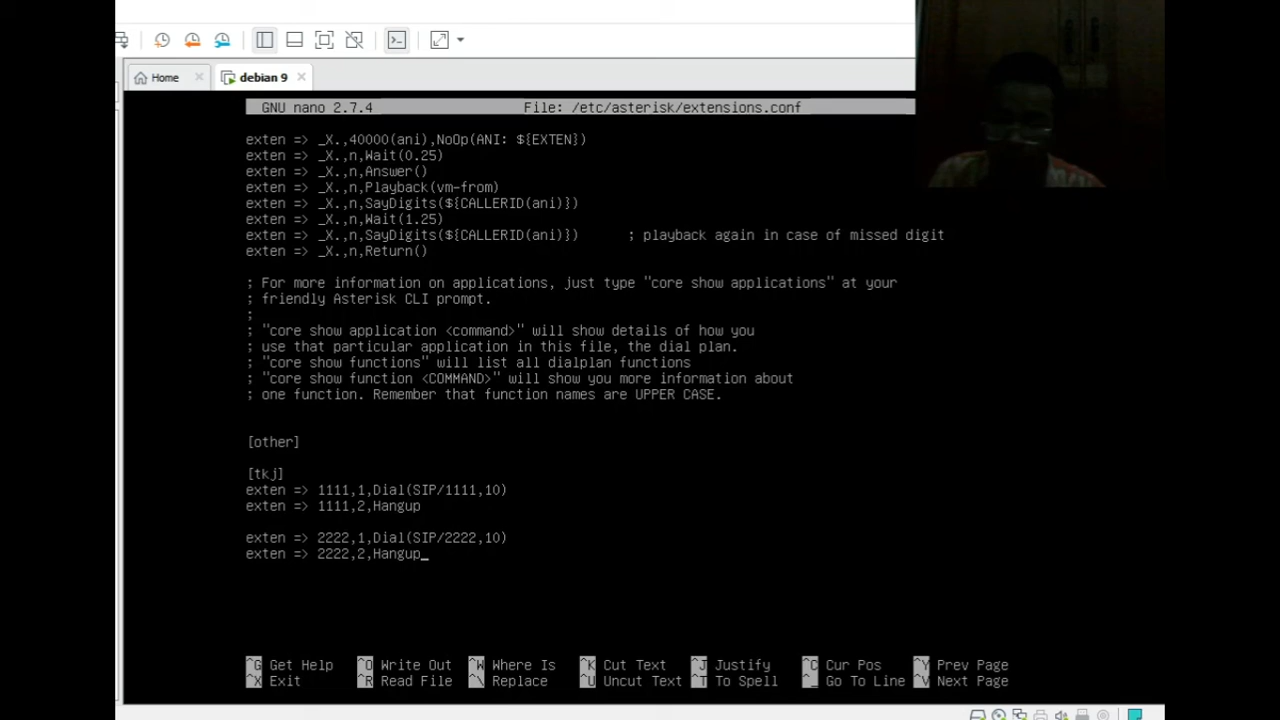 Home
debian 9
GNU nano 2.7.4 File: /etc/asterisk/extensions.conf
exten => _X.,40000(ani),NoOp(ANI: ${EXTEN})
exten => _X.,n,Wait(0.25)
exten => _X.,n,Answer()
exten => _X.,n,Playback(vm-from)
exten => _X.,n,SayDigits(${CALLERID(ani)})
exten => _X.,n,Wait(1.25)
exten => _X.,n,SayDigits(${CALLERID(ani)}) ; playback again in case of missed digit
exten => _X.,n,Return()
; For more information on applications, just type "core show applications" at your
; friendly Asterisk CLI prompt.
;
; "core show application <command>" will show details of how you
; use that particular application in this file, the dial plan.
; "core show functions" will list all dialplan functions
; "core show function <COMMAND>" will show you more information about
; one function. Remember that function names are UPPER CASE.
[other]
[tkj]
exten => 1111,1,Dial(SIP/1111,10)
exten => 1111,2,Hangup
exten => 2222,1,Dial(SIP/2222,10)
exten => 2222,2,Hangup_
^G Get Help ^O Write Out ^W Where Is ^K Cut Text ^J Justify ^C Cur Pos ^Y Prev Page
^X Exit ^R Read File ^\ Replace ^U Uncut Text ^T To Spell ^_ Go To Line ^V Next Page